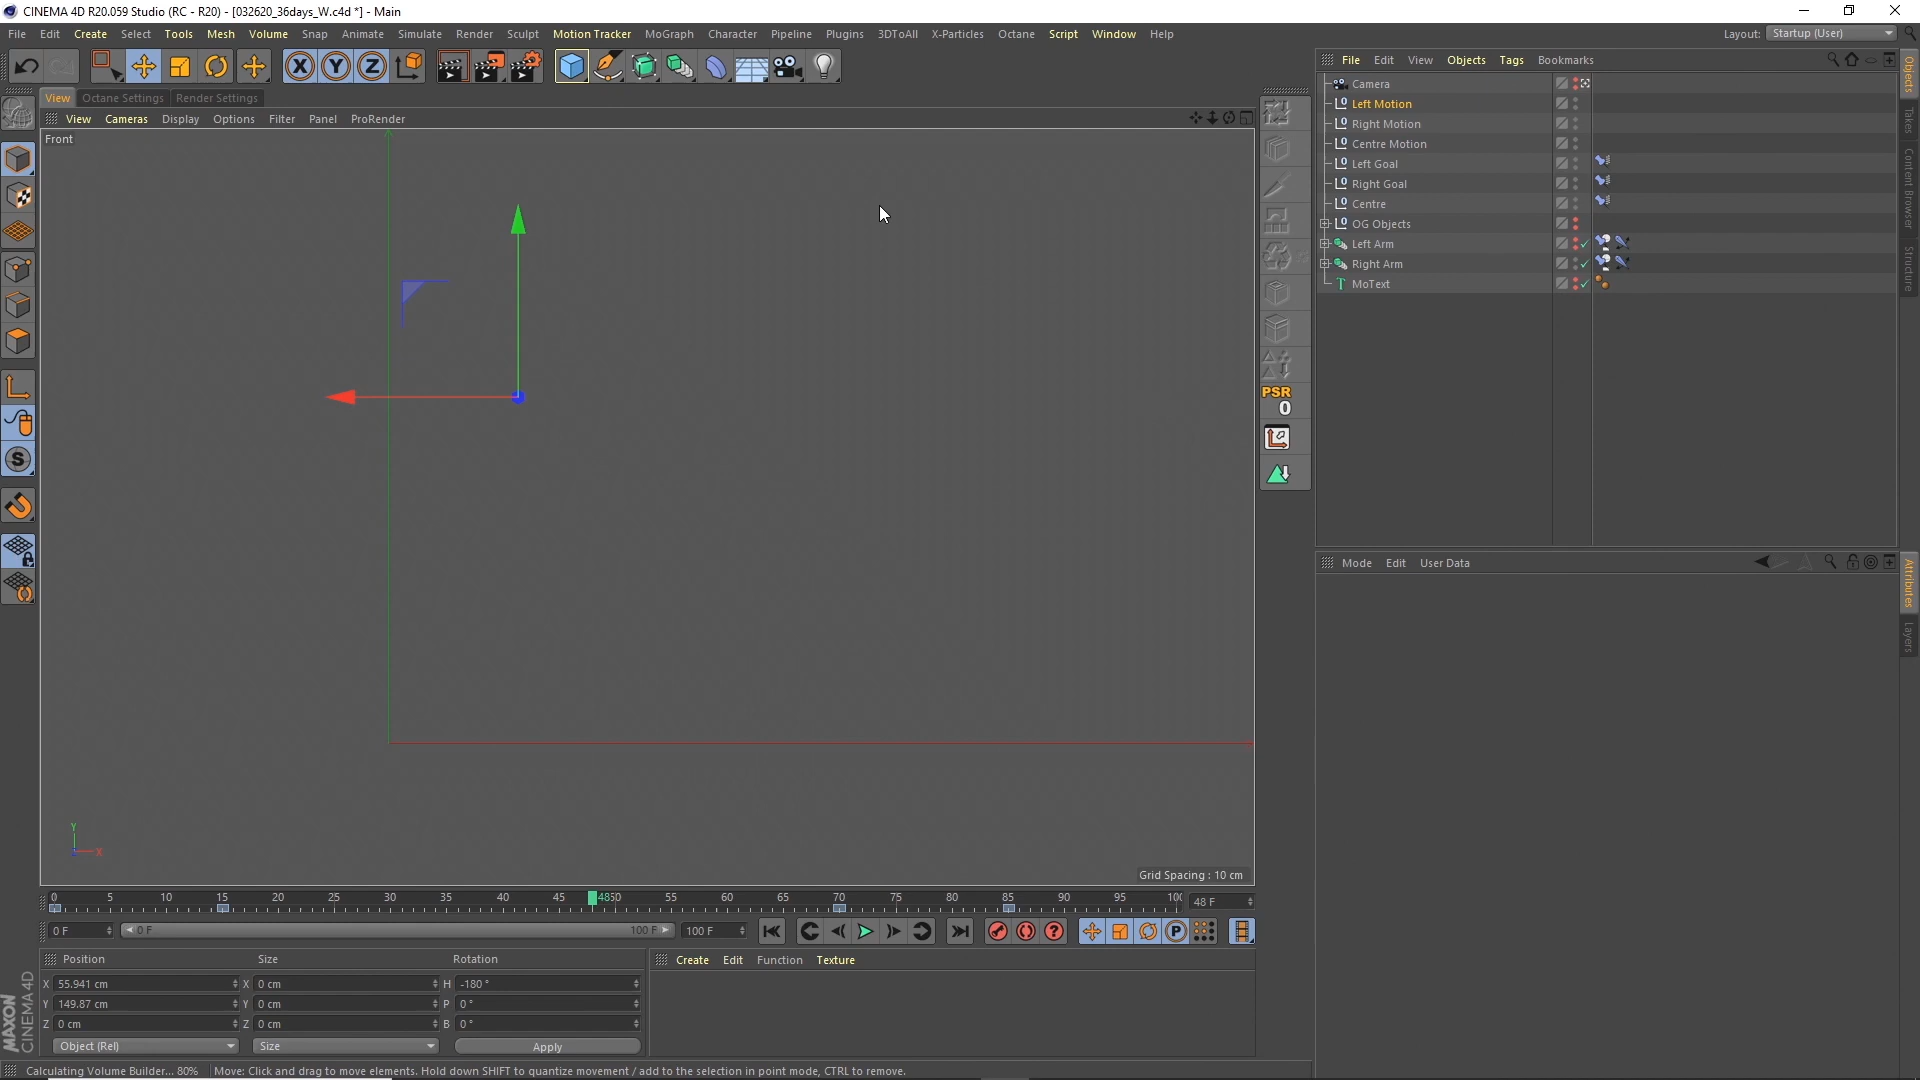 CINEMA 4D R20.059 Studio (RC - R20) - [032620_36days_W.c4d *] - Main
File Edit Create Select Tools Mesh Volume Snap Animate Simulate Render Sculpt Motion Tracker MoGraph Character Pipeline Plugins 3DToAll X-Particles Octane Script Window Help Layout: Startup (User)
X Y Z
File Edit View Objects Tags Bookmarks
View Octane Settings Render Settings
View Cameras Display Options Filter Panel ProRender
Front
Camera
Left Motion
Right Motion
Centre Motion
Left Goal
Right Goal
Centre
OG Objects
Left Arm
Right Arm
MoText
Objects
Takes
Content Browser
Structure
PSR
0
S
Mode Edit User Data
Attributes
Layers
Y
Z X
Grid Spacing : 10 cm
0 5 10 15 20 25 30 35 40 45 48 50 55 60 65 70 75 80 85 90 95 100 48 F
0 F 0 F 100 F 100 F P
Position Size Rotation
X 55.941 cm X 0 cm H -180 °
Y 149.87 cm Y 0 cm P 0 °
Z 0 cm Z 0 cm B 0 °
Object (Rel) Size Apply
Create Edit Function Texture
MAXON
CINEMA 4D
Calculating Volume Builder... 80% Move: Click and drag to move elements. Hold down SHIFT to quantize movement / add to the selection in point mode, CTRL to remove.